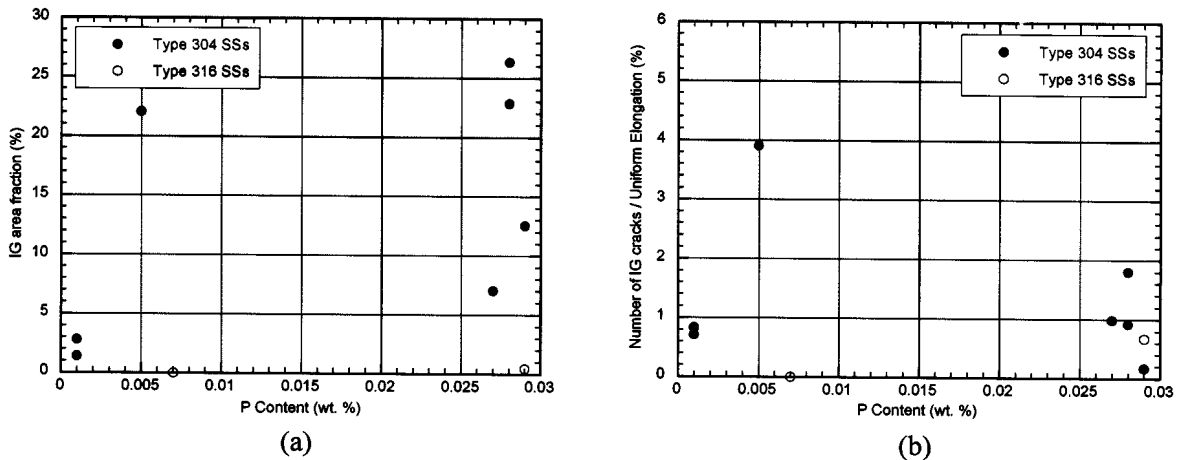 30
25
20
15
10
5
0
IG area fraction (%)
Type 304 SSs
Type 316 SSs
0 0.005 0.01 0.015 0.02 0.025 0.03
P Content (wt. %)
(a)
6
5
4
3
2
1
0
Number of IG cracks / Uniform Elongation (%)
Type 304 SSs
Type 316 SSs
0 0.005 0.01 0.015 0.02 0.025 0.03
P Content (wt. %)
(b)